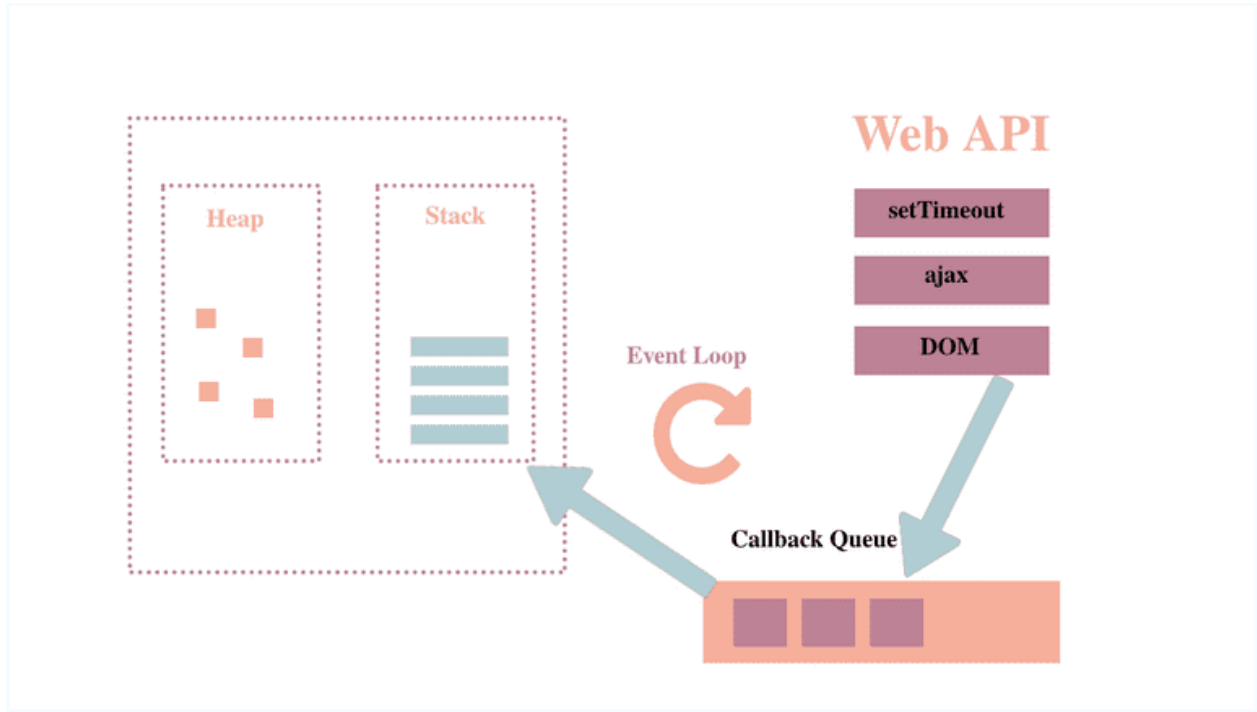 Web API
Heap
Stack
setTimeout
ajax
DOM
Event Loop
Callback Queue